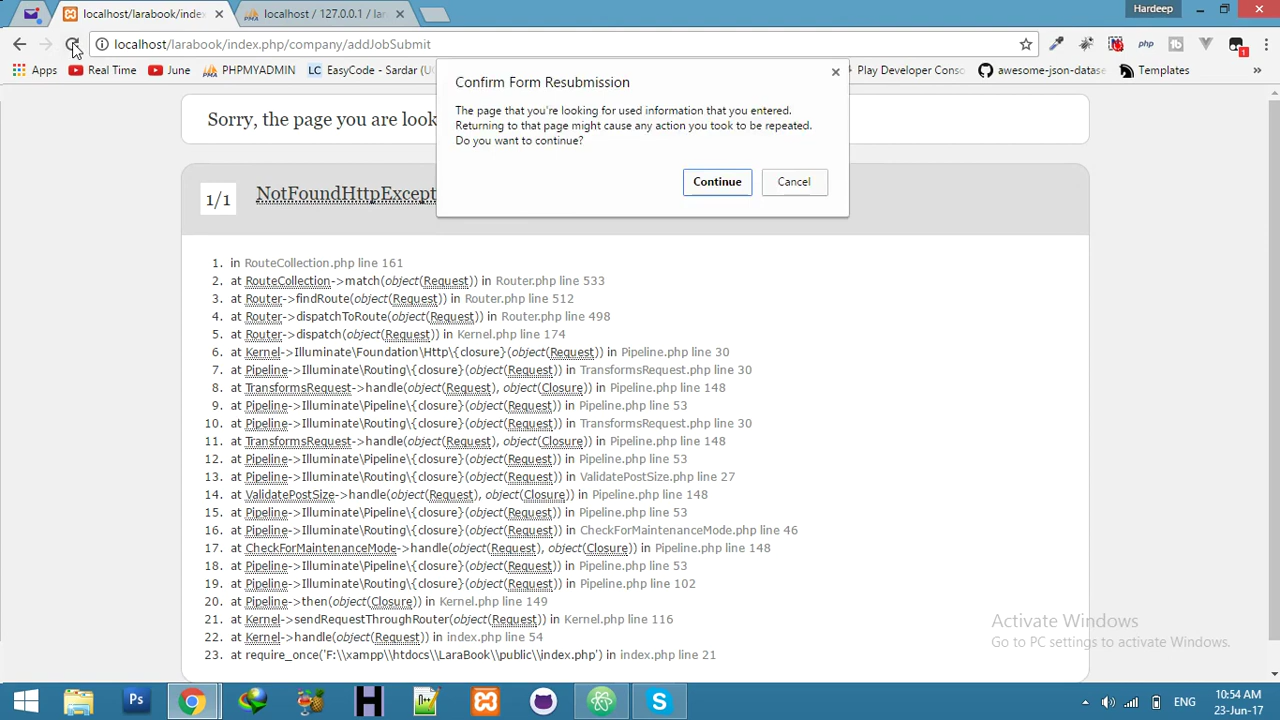 localhost/larabook/index
localhost / 127.0.0.1 / lar
Hardeep
localhost/larabook/index.php/company/addJobSubmit
php
1
Apps
Real Time
June
PHPMYADMIN
LC EasyCode - Sardar (U
Play Developer Conso
awesome-json-datase
Templates
»
Confirm Form Resubmission
The page that you're looking for used information that you entered.
Returning to that page might cause any action you took to be repeated.
Do you want to continue?
Continue
Cancel
Sorry, the page you are look
1/1
NotFoundHttpExcept
1. in RouteCollection.php line 161
2. at RouteCollection->match(object(Request)) in Router.php line 533
3. at Router->findRoute(object(Request)) in Router.php line 512
4. at Router->dispatchToRoute(object(Request)) in Router.php line 498
5. at Router->dispatch(object(Request)) in Kernel.php line 174
6. at Kernel->Illuminate\Foundation\Http\{closure}(object(Request)) in Pipeline.php line 30
7. at Pipeline->Illuminate\Routing\{closure}(object(Request)) in TransformsRequest.php line 30
8. at TransformsRequest->handle(object(Request), object(Closure)) in Pipeline.php line 148
9. at Pipeline->Illuminate\Pipeline\{closure}(object(Request)) in Pipeline.php line 53
10. at Pipeline->Illuminate\Routing\{closure}(object(Request)) in TransformsRequest.php line 30
11. at TransformsRequest->handle(object(Request), object(Closure)) in Pipeline.php line 148
12. at Pipeline->Illuminate\Pipeline\{closure}(object(Request)) in Pipeline.php line 53
13. at Pipeline->Illuminate\Routing\{closure}(object(Request)) in ValidatePostSize.php line 27
14. at ValidatePostSize->handle(object(Request), object(Closure)) in Pipeline.php line 148
15. at Pipeline->Illuminate\Pipeline\{closure}(object(Request)) in Pipeline.php line 53
16. at Pipeline->Illuminate\Routing\{closure}(object(Request)) in CheckForMaintenanceMode.php line 46
17. at CheckForMaintenanceMode->handle(object(Request), object(Closure)) in Pipeline.php line 148
18. at Pipeline->Illuminate\Pipeline\{closure}(object(Request)) in Pipeline.php line 53
19. at Pipeline->Illuminate\Routing\{closure}(object(Request)) in Pipeline.php line 102
20. at Pipeline->then(object(Closure)) in Kernel.php line 149
21. at Kernel->sendRequestThroughRouter(object(Request)) in Kernel.php line 116
22. at Kernel->handle(object(Request)) in index.php line 54
23. at require_once('F:\\xampp\\htdocs\\LaraBook\\public\\index.php') in index.php line 21
Activate Windows
Go to PC settings to activate Windows.
ENG
10:54 AM
23-Jun-17